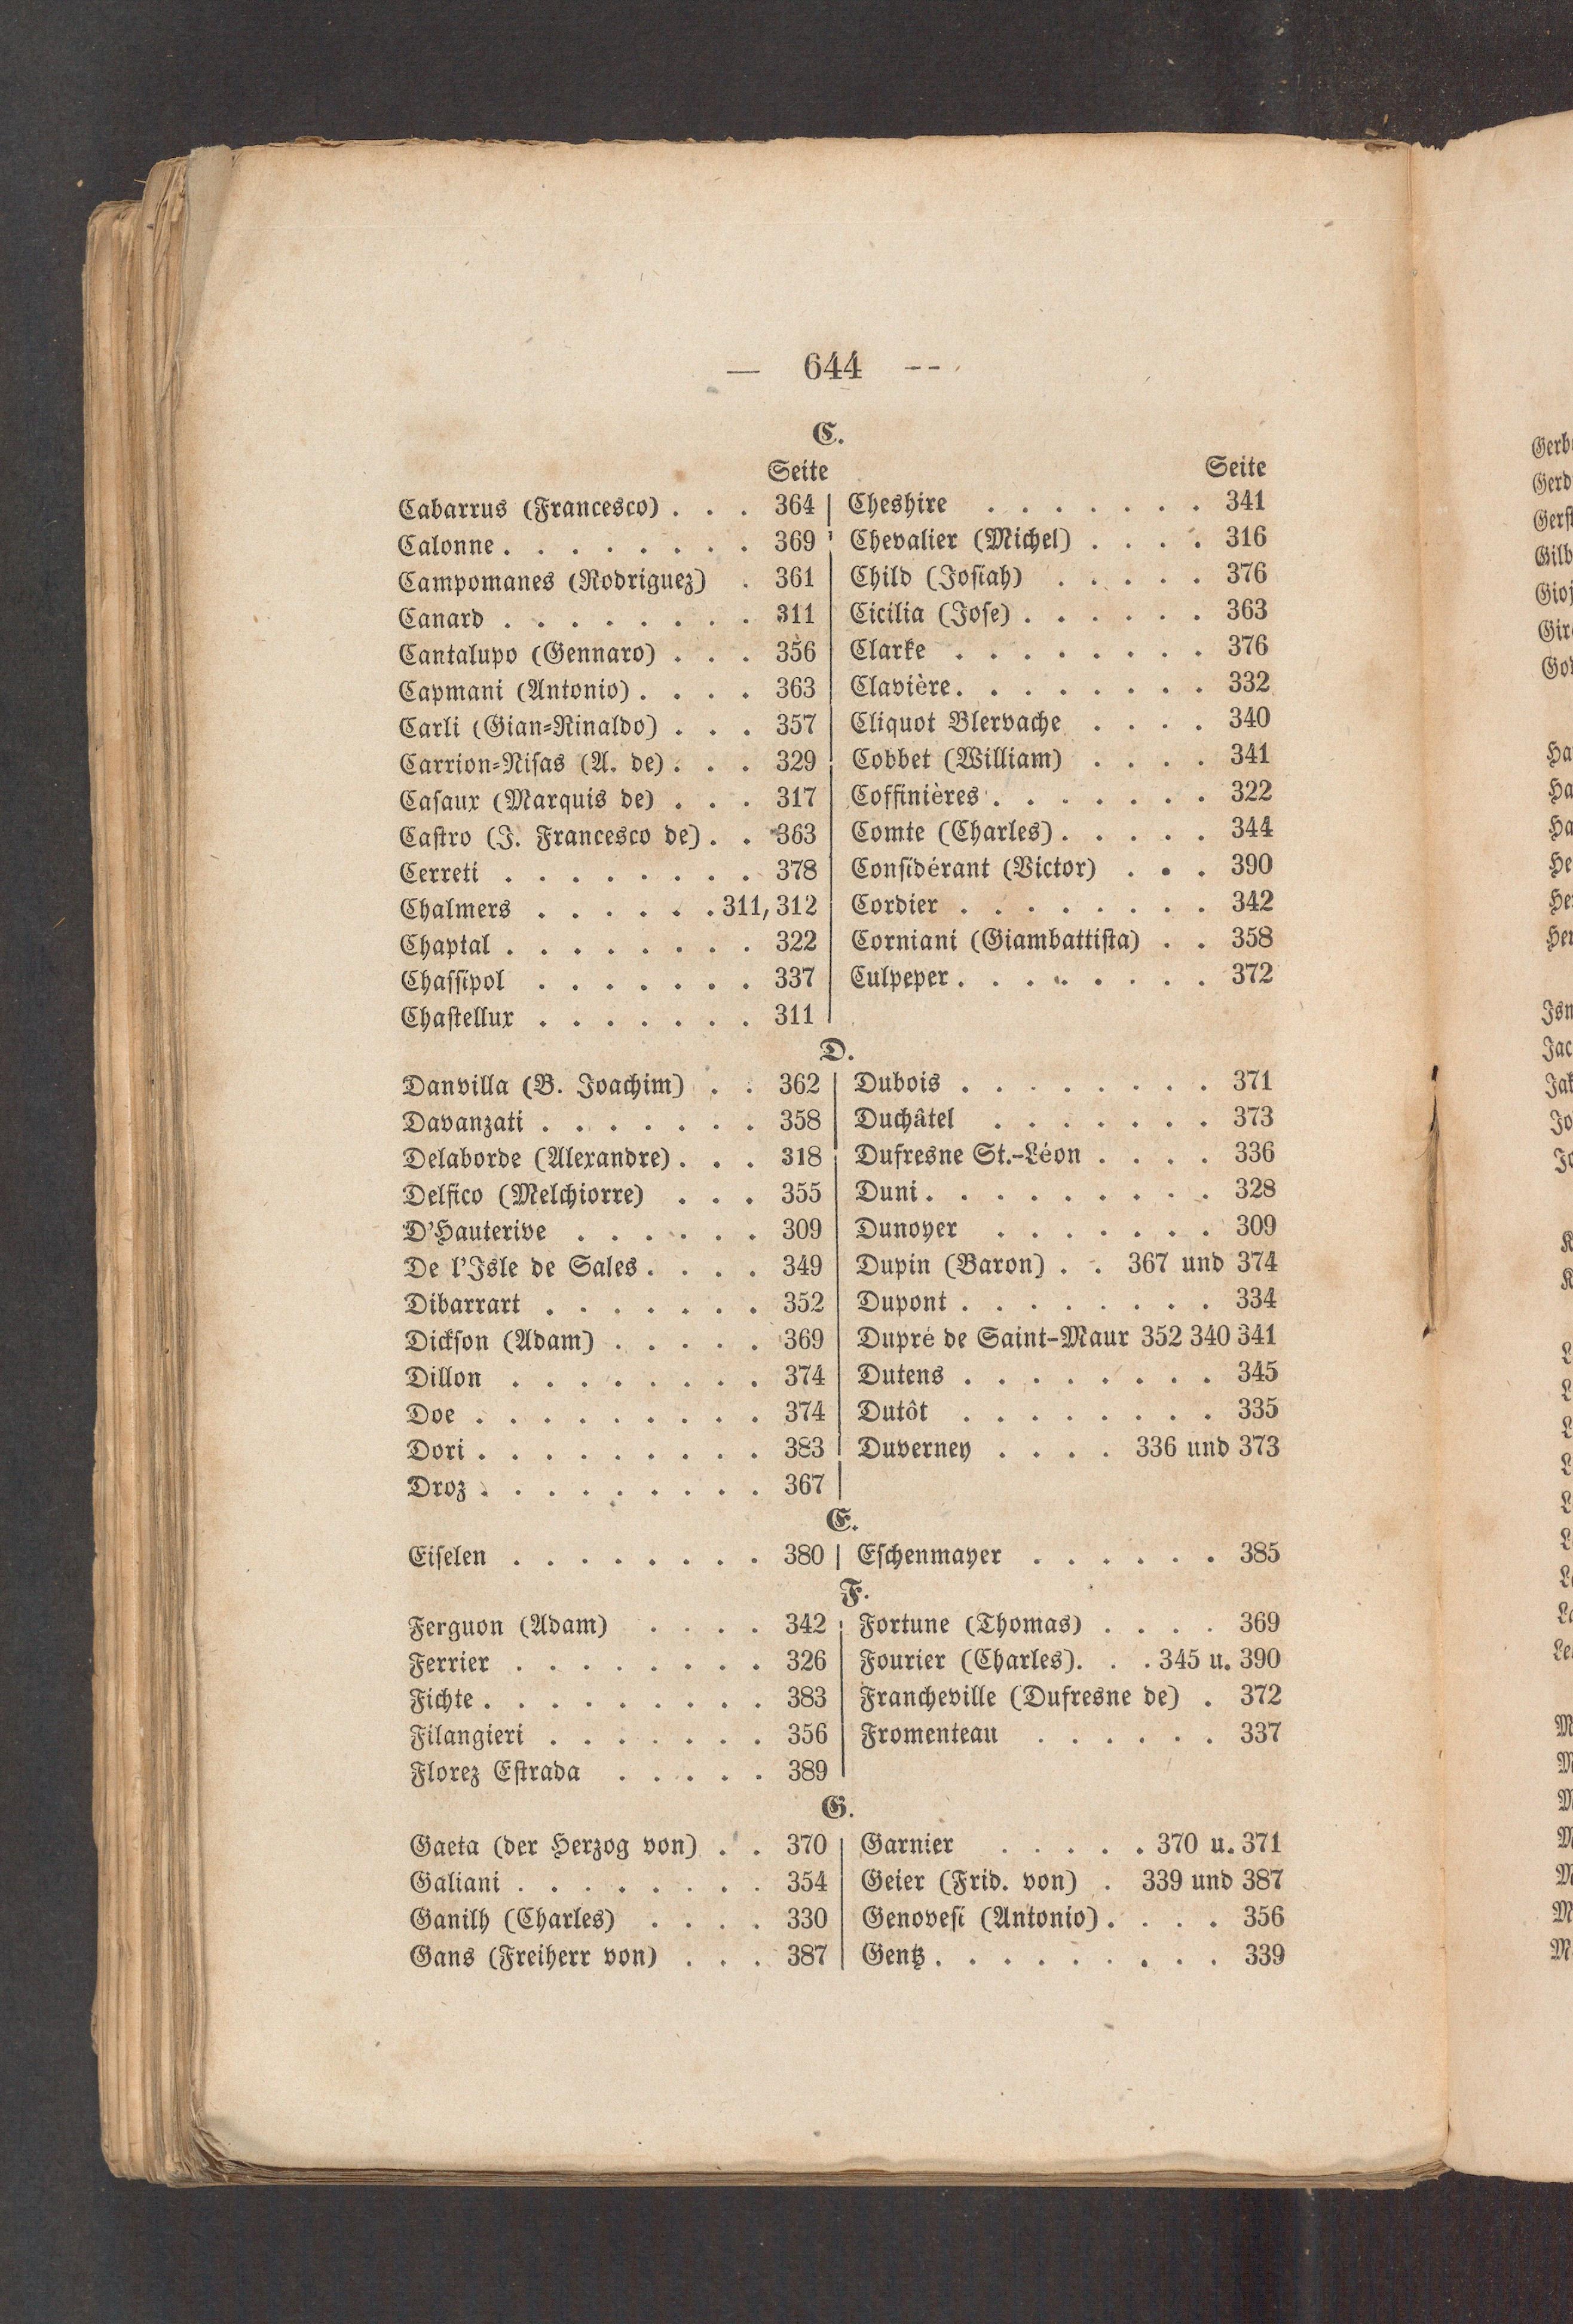 — 644 --
C.
Seite
Cabarrus (Francesco) . . . 364
Calonne . . . . . . . . 369
Campomanes (Rodriguez) . 361
Canard . . . . . . . . 311
Cantalupo (Gennaro) . . . 356
Capmani (Antonio) . . . . 363
Carli (Gian-Rinaldo) . . . 357
Carrion-Nisas (A. de) . . . 329
Casaux (Marquis de) . . . 317
Castro (J. Francesco de) . . 363
Cerreti . . . . . . . . 378
Chalmers . . . . . . 311, 312
Chaptal . . . . . . . . 322
Chassipol . . . . . . . 337
Chastellux . . . . . . . 311
Seite
Cheshire . . . . . . . 341
Chevalier (Michel) . . . . 316
Child (Josiah) . . . . . 376
Cicilia (Jose) . . . . . . 363
Clarke . . . . . . . . 376
Clavière . . . . . . . . 332
Cliquot Blervache . . . . 340
Cobbet (William) . . . . 341
Coffinières . . . . . . . 322
Comte (Charles) . . . . . 344
Considérant (Victor) . . . 390
Cordier . . . . . . . . 342
Corniani (Giambattista) . . 358
Culpeper . . . . . . . . 372
D.
Danvilla (B. Joachim) . . 362
Davanzati . . . . . . . 358
Delaborde (Alexandre) . . . 318
Delfico (Melchiorre) . . . 355
D'Hauterive . . . . . . 309
De l'Isle de Sales . . . . 349
Dibarrart . . . . . . . 352
Dickson (Adam) . . . . . 369
Dillon . . . . . . . . 374
Doe . . . . . . . . . 374
Dori . . . . . . . . . 383
Droz . . . . . . . . . 367
Dubois . . . . . . . . 371
Duchâtel . . . . . . . 373
Dufresne St.-Léon . . . . 336
Duni . . . . . . . . . 328
Dunoyer . . . . . . . 309
Dupin (Baron) . . 367 und 374
Dupont . . . . . . . . 334
Dupré de Saint-Maur 352 340 341
Dutens . . . . . . . . 345
Dutôt . . . . . . . . 335
Duverney . . . . 336 und 373
E.
Eiselen . . . . . . . . 380
Eschenmayer . . . . . . 385
F.
Ferguon (Adam) . . . . 342
Ferrier . . . . . . . . 326
Fichte . . . . . . . . . 383
Filangieri . . . . . . . 356
Florez Estrada . . . . . 389
Fortune (Thomas) . . . . 369
Fourier (Charles). . . 345 u. 390
Francheville (Dufresne de) . 372
Fromenteau . . . . . . 337
G.
Gaeta (der Herzog von) . . 370
Galiani . . . . . . . . 354
Ganilh (Charles) . . . . 330
Gans (Freiherr von) . . . 387
Garnier . . . . . 370 u. 371
Geier (Frid. von) . 339 und 387
Genovesi (Antonio) . . . . 356
Gentz . . . . . . . . . 339